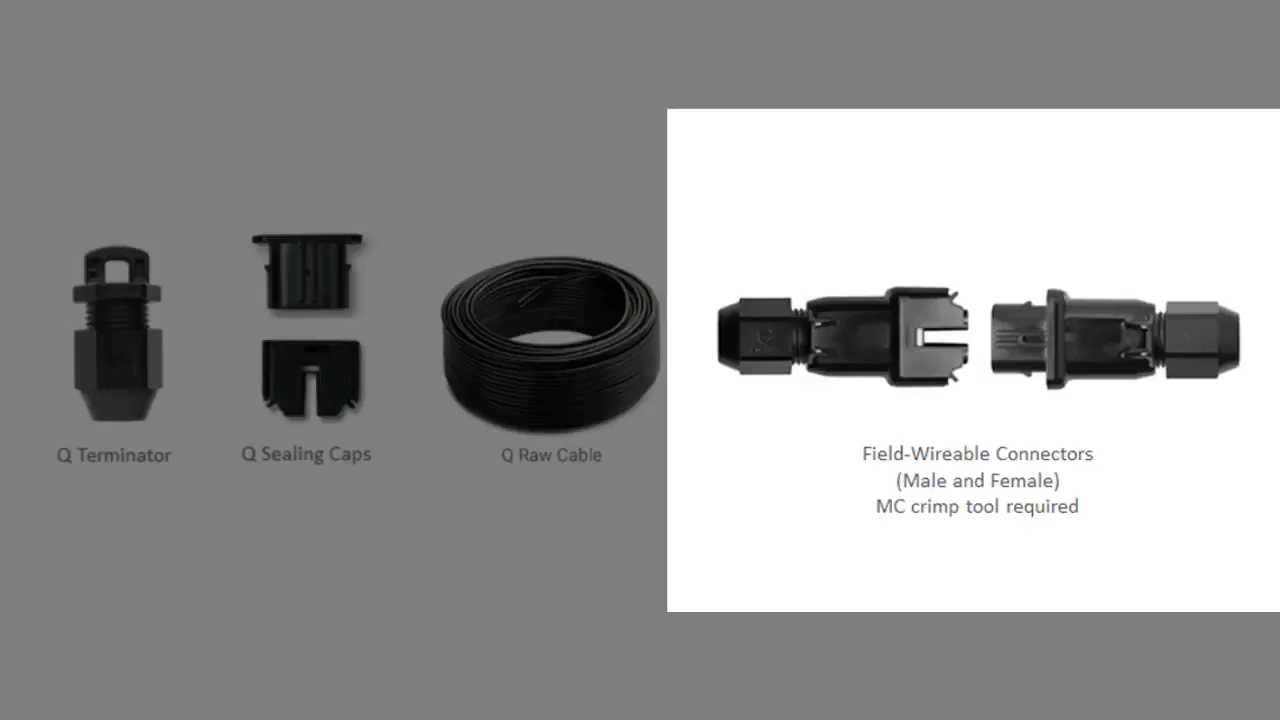 Q Terminator
Q Sealing Caps
Q Raw Cable
Field-Wireable Connectors
(Male and Female)
MC crimp tool required